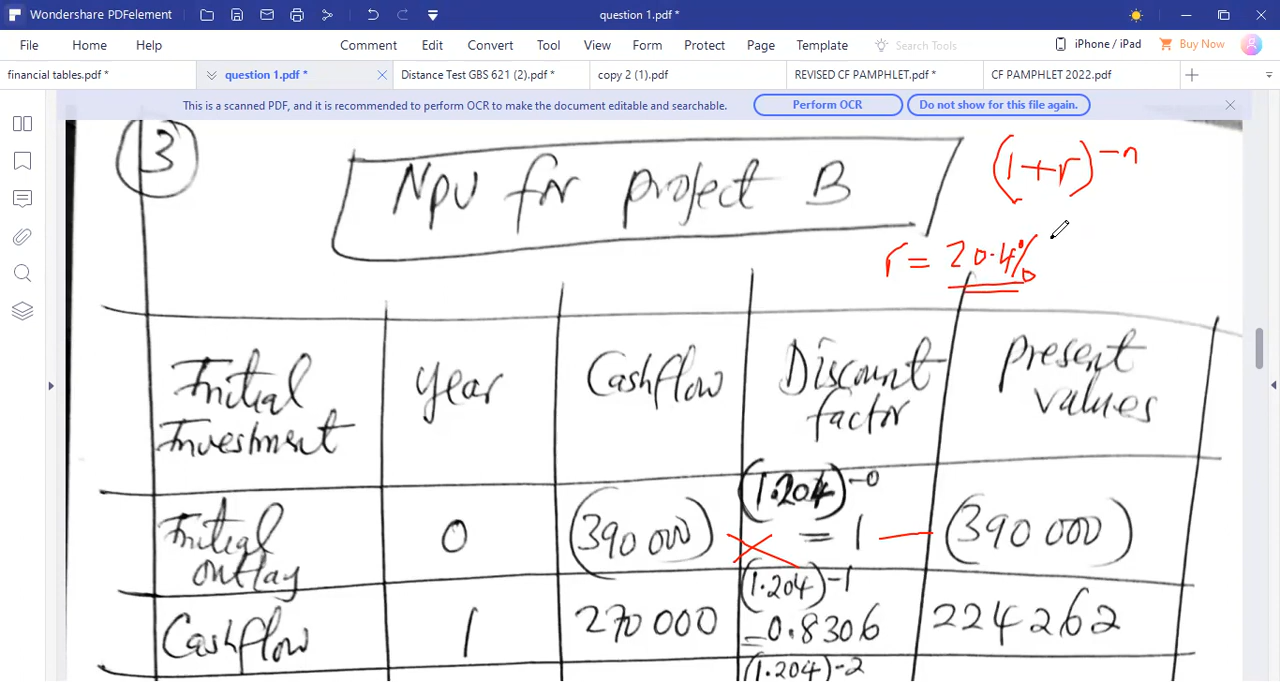 Wondershare PDFelement
question 1.pdf *
File Home Help Comment Edit Convert Tool View Form Protect Page Template Search Tools iPhone / iPad Buy Now
financial tables.pdf * question 1.pdf * Distance Test GBS 621 (2).pdf * copy 2 (1).pdf REVISED CF PAMPHLET.pdf * CF PAMPHLET 2022.pdf
This is a scanned PDF, and it is recommended to perform OCR to make the document editable and searchable. Perform OCR Do not show for this file again.
3
NPV for project B
(1+r)^-n
r = 20.4%
Initial Investment
year
Cashflow
Discount factor
present values
Initial outlay
0
(390 000)
(1.204)^-0
= 1
(390 000)
Cashflow
1
270 000
(1.204)^-1
=0.8306
224262
(1.204)^-2